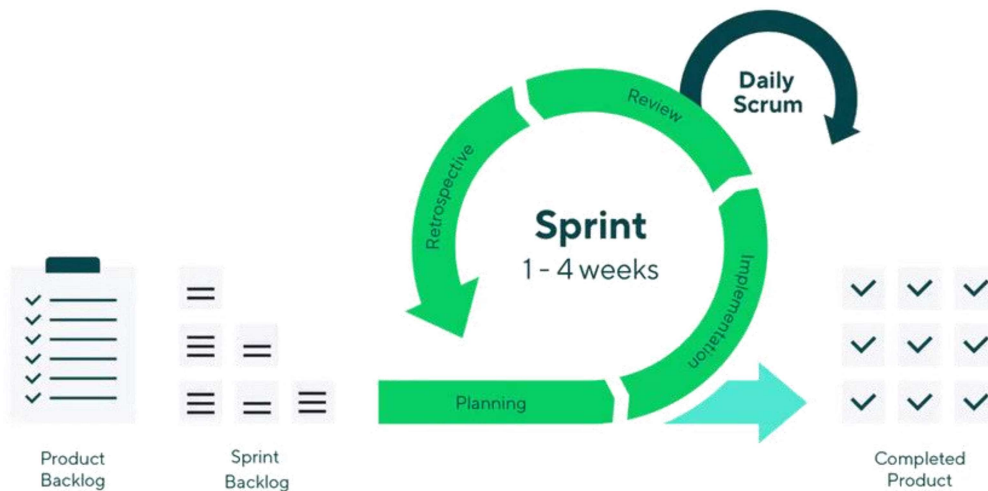 Daily
Scrum
Review
Retrospective
Sprint
1 - 4 weeks
Implementation
Planning
Product
Backlog
Sprint
Backlog
Completed
Product